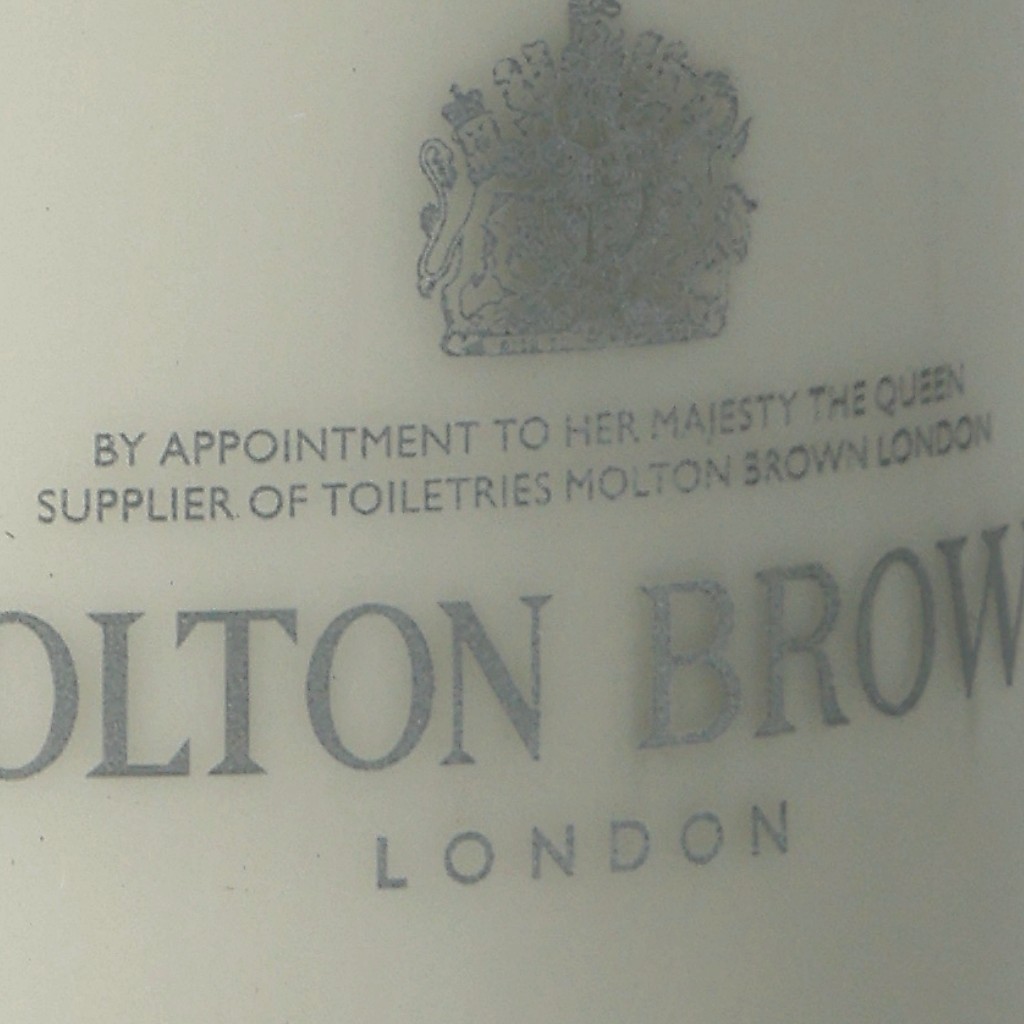 BY APPOINTMENT TO HER MAJESTY THE QUEEN
SUPPLIER OF TOILETRIES MOLTON BROWN LONDON
OLTON BROW
LONDON